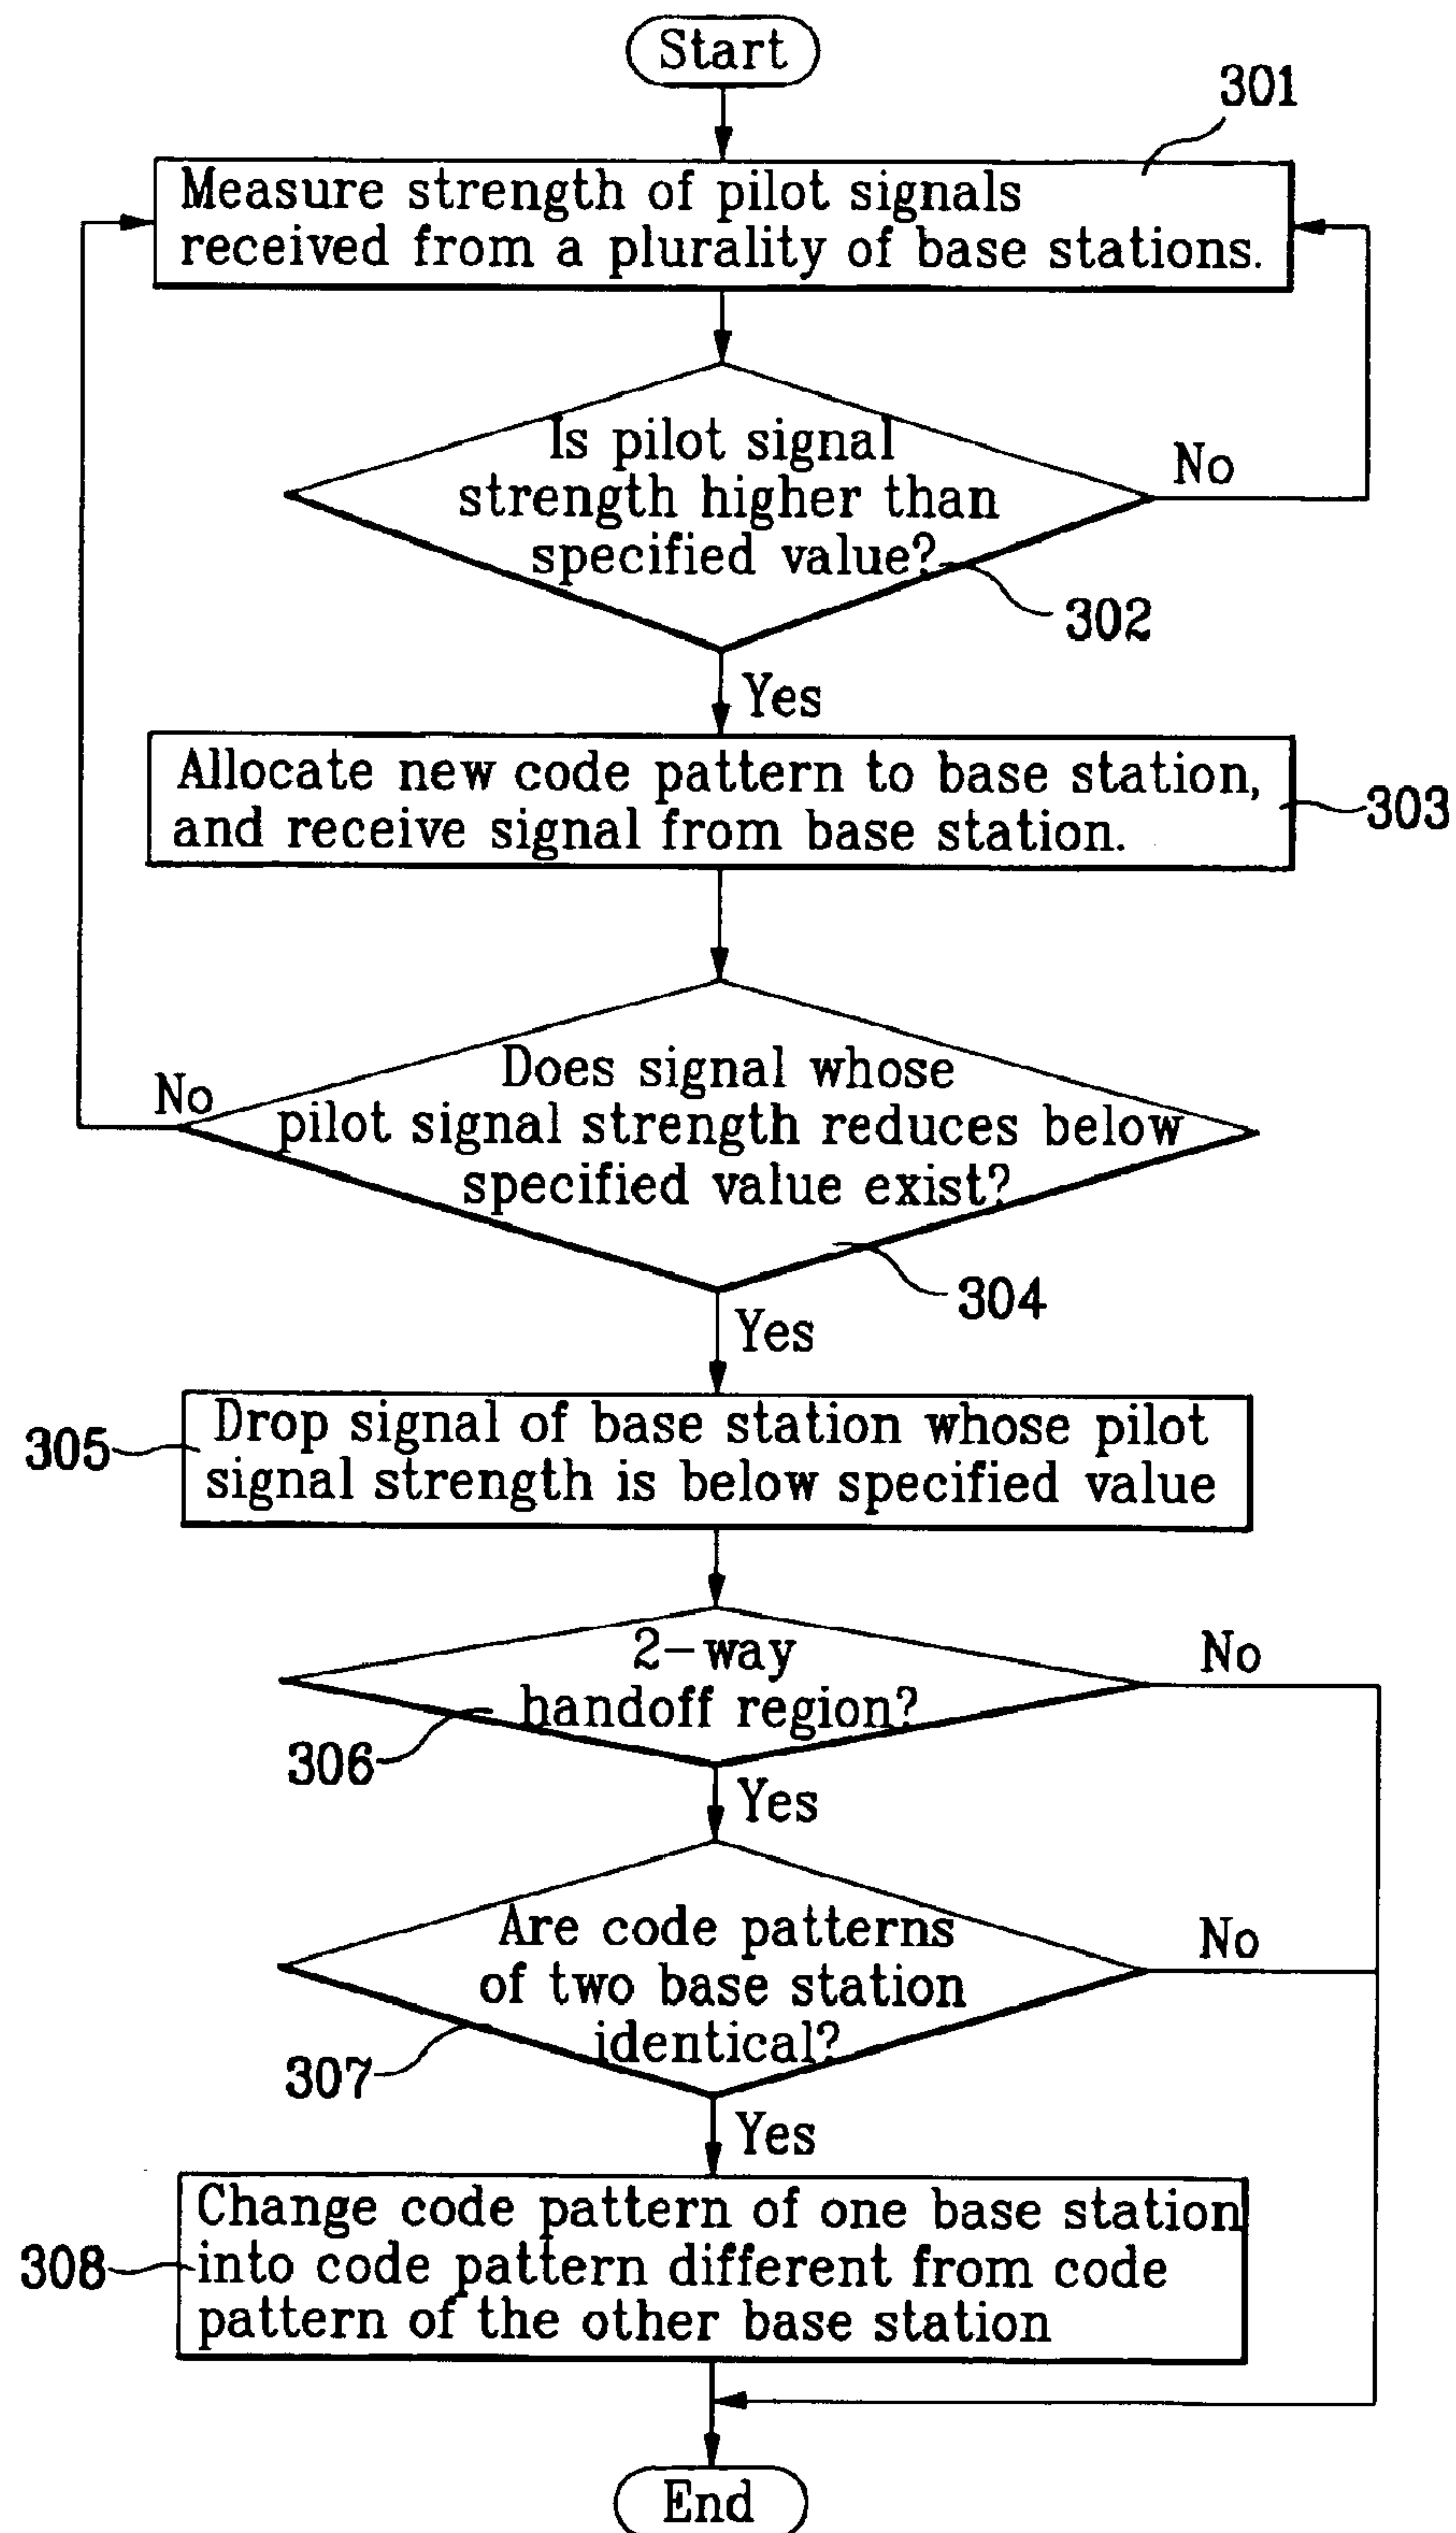 Start
301
Measure strength of pilot signals
received from a plurality of base stations.
Is pilot signal
strength higher than
specified value?
No
302
Yes
Allocate new code pattern to base station,
and receive signal from base station.
303
Does signal whose
No
pilot signal strength reduces below
specified value exist?
304
Yes
Drop signal of base station whose pilot
305
signal strength is below specified value
2-way
No
handoff region?
306
Yes
Are code patterns
No
of two base station
identical?
307
Yes
Change code pattern of one base station
308
into code pattern different from code
pattern of the other base station
End